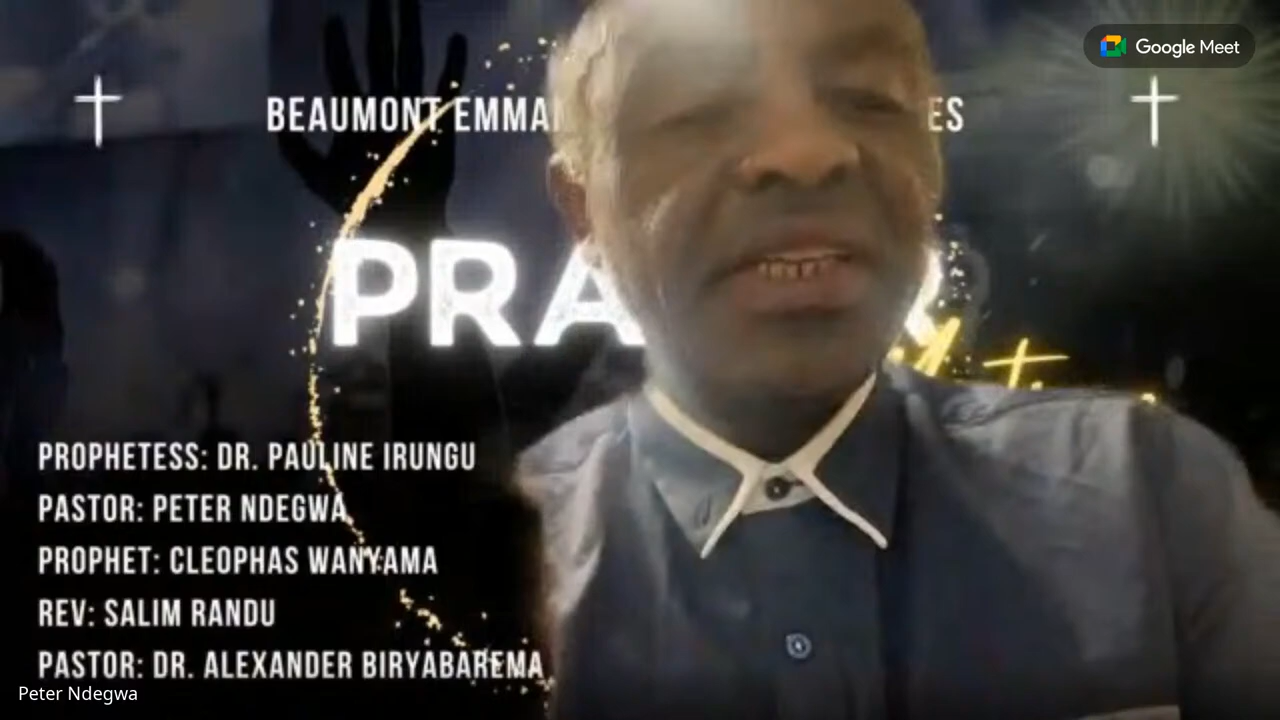 Google Meet
BEAUMONT EMMA ES
PRA
PROPHETESS: DR. PAULINE IRUNGU
PASTOR: PETER NDEGWA
PROPHET: CLEOPHAS WANYAMA
REV: SALIM RANDU
PASTOR: DR. ALEXANDER BIRYABAREMA
Peter Ndegwa